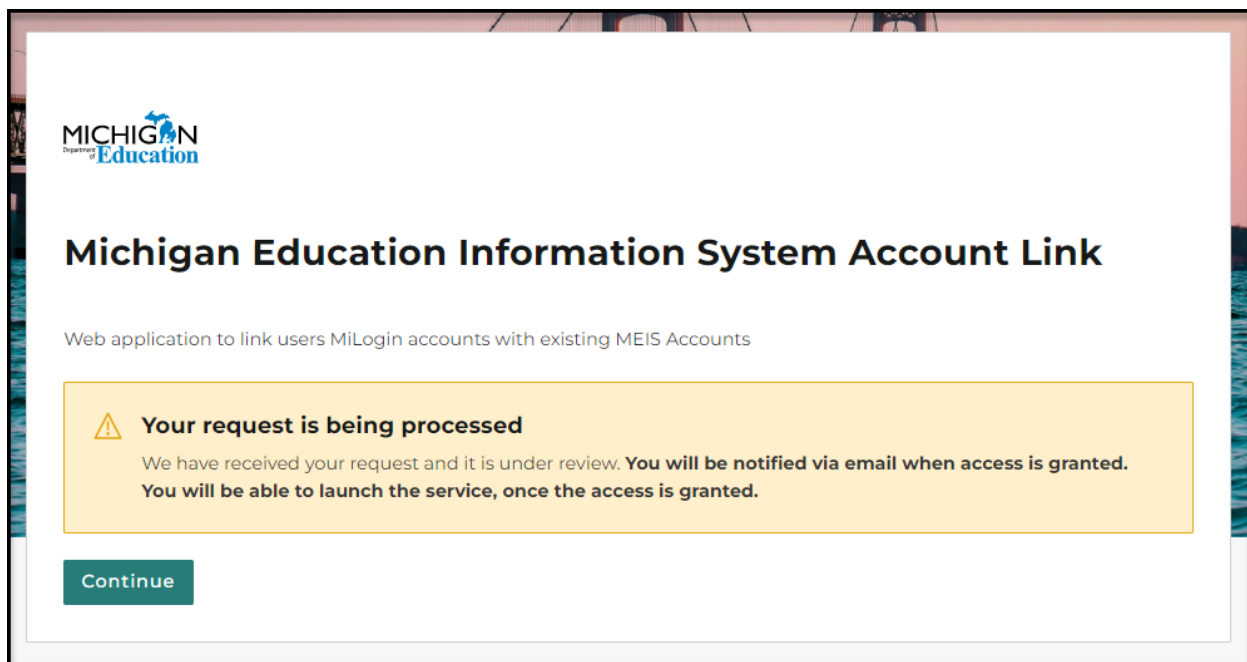 MICHIGAN
Department of Education
Michigan Education Information System Account Link
Web application to link users MiLogin accounts with existing MEIS Accounts
Your request is being processed
We have received your request and it is under review. You will be notified via email when access is granted.
You will be able to launch the service, once the access is granted.
Continue